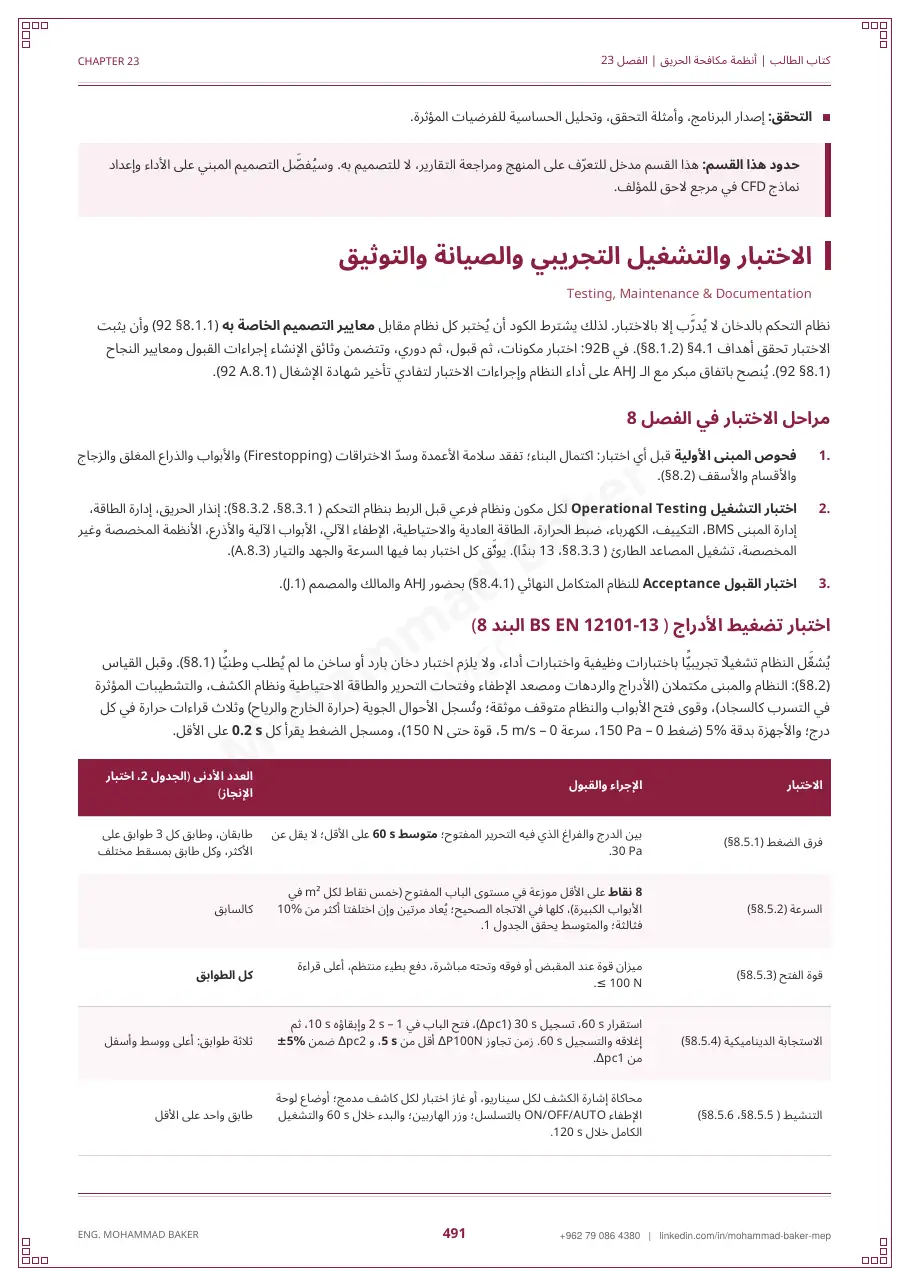 كتاب الطالب | أنظمة مكافحة الحريق | الفصل 23
CHAPTER 23
التحقق: إصدار البرنامج، وأمثلة التحقق، وتحليل الحساسية للفرضيات المؤثرة.
حدود هذا القسم: هذا القسم مدخل للتعرّف على المنهج ومراجعة التقارير، لا للتصميم به. وسيُفصَّل التصميم المبني على الأداء وإعداد
نماذج CFD في مرجع لاحق للمؤلف.
الاختبار والتشغيل التجريبي والصيانة والتوثيق
Testing, Maintenance & Documentation
نظام التحكم بالدخان لا يُدرَّب إلا بالاختبار. لذلك يشترط الكود أن يُختبر كل نظام مقابل معايير التصميم الخاصة به (92 §8.1.1) وأن يثبت
الاختبار تحقق أهداف 4.1§ (8.1.2§). في 92B: اختبار مكونات، ثم قبول، ثم دوري، وتتضمن وثائق الإنشاء إجراءات القبول ومعايير النجاح
(92 §8.1). يُنصح باتفاق مبكر مع الـ AHJ على أداء النظام وإجراءات الاختبار لتفادي تأخير شهادة الإشغال (92 A.8.1).
مراحل الاختبار في الفصل 8
1. فحوص المبنى الأولية قبل أي اختبار: اكتمال البناء؛ تفقد سلامة الأعمدة وسدّ الاختراقات (Firestopping) والأبواب والذراع المغلق والزجاج
والأقسام والأسقف (8.2§).
2. اختبار التشغيل Operational Testing لكل مكون ونظام فرعي قبل الربط بنظام التحكم ( 8.3.1§، 8.3.2§): إنذار الحريق، إدارة الطاقة،
إدارة المبنى BMS، التكييف، الكهرباء، ضبط الحرارة، الطاقة العادية والاحتياطية، الإطفاء الآلي، الأبواب الآلية والأذرع، الأنظمة المخصصة وغير
المخصصة، تشغيل المصاعد الطارئ ( 8.3.3§، 13 بندًا). يوثَّق كل اختبار بما فيها السرعة والجهد والتيار (A.8.3).
3. اختبار القبول Acceptance للنظام المتكامل النهائي (8.4.1§) بحضور AHJ والمالك والمصمم (J.1).
اختبار تضغيط الأدراج ( BS EN 12101-13 البند 8)
يُشغَّل النظام تشغيلًا تجريبيًّا باختبارات وظيفية واختبارات أداء، ولا يلزم اختبار دخان بارد أو ساخن ما لم يُطلب وطنيًّا (8.1§). وقبل القياس
(8.2§): النظام والمبنى مكتملان (الأدراج والردهات ومصعد الإطفاء وفتحات التحرير والطاقة الاحتياطية ونظام الكشف، والتشطيبات المؤثرة
في التسرب كالسجاد)، وقوى فتح الأبواب والنظام متوقف موثقة؛ وتُسجل الأحوال الجوية (حرارة الخارج والرياح) وثلاث قراءات حرارة في كل
درج؛ والأجهزة بدقة 5% (ضغط 0 – 150 Pa، سرعة 0 – 5 m/s، قوة حتى 150 N)، ومسجل الضغط يقرأ كل 0.2 s على الأقل.
الاختبار | الإجراء والقبول | العدد الأدنى (الجدول 2، اختبار
الإنجاز)
فرق الضغط (8.5.1§) | بين الدرج والفراغ الذي فيه التحرير المفتوح؛ متوسط 60 s على الأقل؛ لا يقل عن
30 Pa. | طابقان، وطابق كل 3 طوابق على
الأكثر، وكل طابق بمسقط مختلف
السرعة (8.5.2§) | 8 نقاط على الأقل موزعة في مستوى الباب المفتوح (خمس نقاط لكل m² في
الأبواب الكبيرة)، كلها في الاتجاه الصحيح؛ يُعاد مرتين وإن اختلفتا أكثر من 10%
فثالثة؛ والمتوسط يحقق الجدول 1. | كالسابق
قوة الفتح (8.5.3§) | ميزان قوة عند المقبض أو فوقه وتحته مباشرة، دفع بطيء منتظم، أعلى قراءة
≤ 100 N. | كل الطوابق
الاستجابة الديناميكية (8.5.4§) | استقرار 60 s، تسجيل 30 s (Δpc1)، فتح الباب في 1 – 2 s وإبقاؤه 10 s، ثم
إغلاقه والتسجيل 60 s. زمن تجاوز ΔP100N أقل من 5 s، و Δpc2 ضمن 5%±
من Δpc1. | ثلاثة طوابق: أعلى ووسط وأسفل
التنشيط ( 8.5.5§، 8.5.6§) | محاكاة إشارة الكشف لكل سيناريو، أو غاز اختبار لكل كاشف مدمج؛ أوضاع لوحة
الإطفاء ON/OFF/AUTO بالتسلسل؛ وزر الهاربين؛ والبدء خلال 60 s والتشغيل
الكامل خلال 120 s. | طابق واحد على الأقل
Mohammad Baker
ENG. MOHAMMAD BAKER
491
+962 79 086 4380 | linkedin.com/in/mohammad-baker-mep